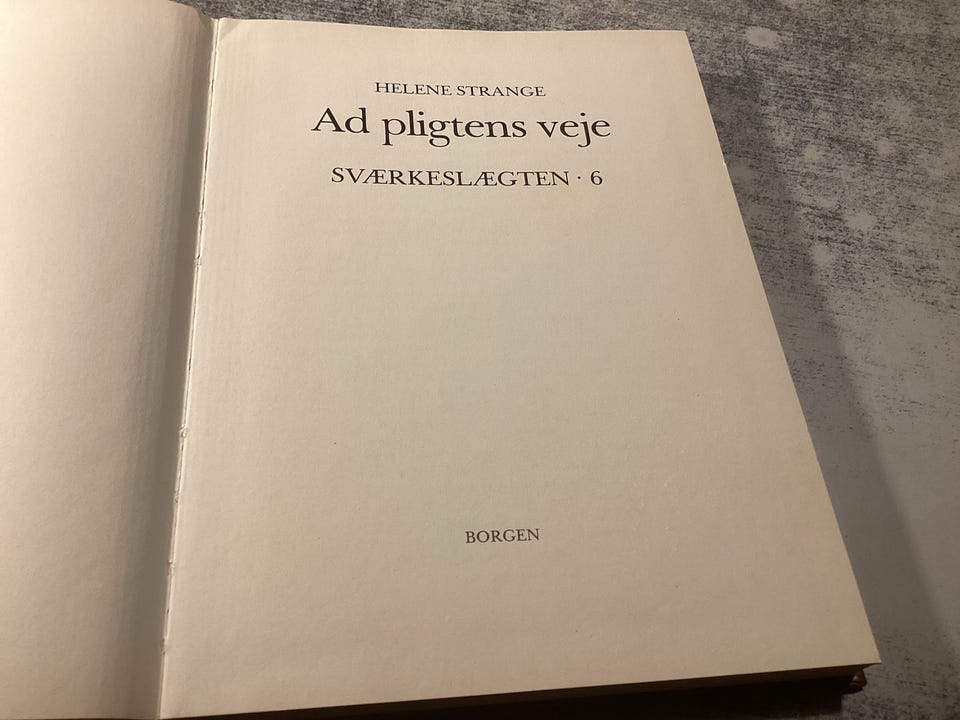 HELENE STRANGE
Ad pligtens veje
SVÆRKESLÆGTEN · 6
BORGEN